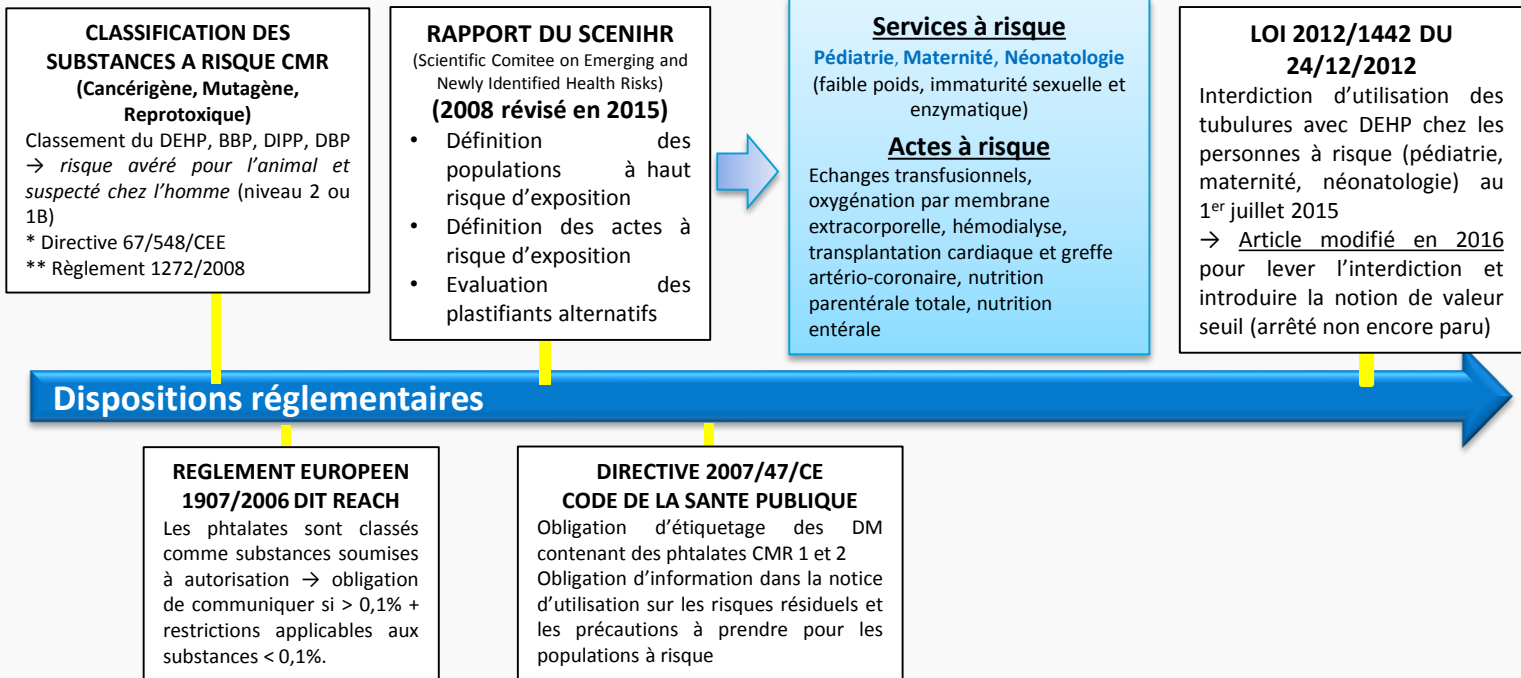 CLASSIFICATION DES
SUBSTANCES A RISQUE CMR
(Cancérigène, Mutagène,
Reprotoxique)
Classement du DEHP, BBP, DIPP, DBP
→ risque avéré pour l’animal et
suspecté chez l’homme (niveau 2 ou
1B)
* Directive 67/548/CEE
** Règlement 1272/2008
RAPPORT DU SCENIHR
(Scientific Comitee on Emerging and
Newly Identified Health Risks)
(2008 révisé en 2015)
• Définition des
populations à haut
risque d’exposition
• Définition des actes à
risque d’exposition
• Evaluation des
plastifiants alternatifs
Services à risque
Pédiatrie, Maternité, Néonatologie
(faible poids, immaturité sexuelle et
enzymatique)
Actes à risque
Echanges transfusionnels,
oxygénation par membrane
extracorporelle, hémodialyse,
transplantation cardiaque et greffe
artério-coronaire, nutrition
parentérale totale, nutrition
entérale
LOI 2012/1442 DU
24/12/2012
Interdiction d’utilisation des
tubulures avec DEHP chez les
personnes à risque (pédiatrie,
maternité, néonatologie) au
1er juillet 2015
→ Article modifié en 2016
pour lever l’interdiction et
introduire la notion de valeur
seuil (arrêté non encore paru)
Dispositions réglementaires
REGLEMENT EUROPEEN
1907/2006 DIT REACH
Les phtalates sont classés
comme substances soumises
à autorisation → obligation
de communiquer si > 0,1% +
restrictions applicables aux
substances < 0,1%.
DIRECTIVE 2007/47/CE
CODE DE LA SANTE PUBLIQUE
Obligation d’étiquetage des DM
contenant des phtalates CMR 1 et 2
Obligation d’information dans la notice
d’utilisation sur les risques résiduels et
les précautions à prendre pour les
populations à risque